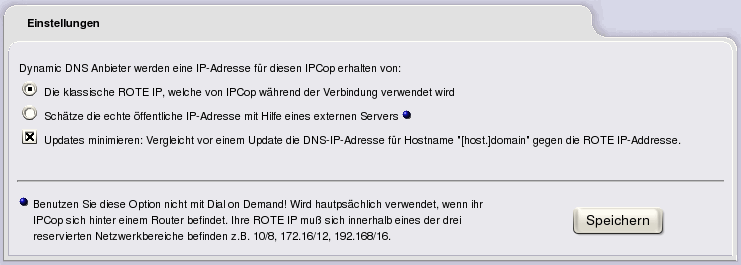 Einstellungen
Dynamic DNS Anbieter werden eine IP-Adresse für diesen IPCop erhalten von:
Die klassische ROTE IP, welche von IPCop während der Verbindung verwendet wird
Schätze die echte öffentliche IP-Adresse mit Hilfe eines externen Servers
Updates minimieren: Vergleicht vor einem Update die DNS-IP-Adresse für Hostname "[host.]domain" gegen die ROTE IP-Addresse.
Benutzen Sie diese Option nicht mit Dial on Demand! Wird hautpsächlich verwendet, wenn ihr
IPCop sich hinter einem Router befindet. Ihre ROTE IP muß sich innerhalb eines der drei
reservierten Netzwerkbereiche befinden z.B. 10/8, 172.16/12, 192.168/16.
Speichern